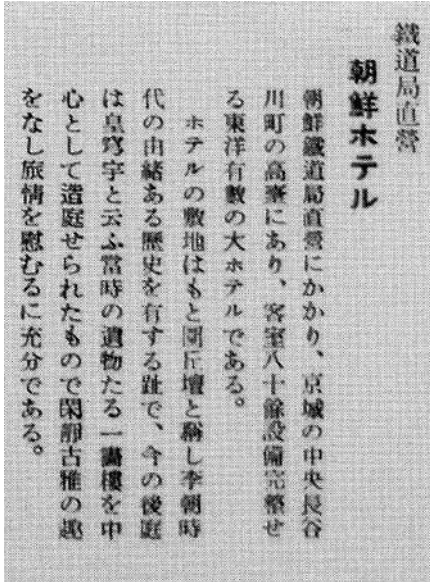 鐵道局直營
朝鮮ホテル
朝鮮鐵道局直營にかかり、京城の中央長谷
川町の高臺にあり、客室八十餘設備完整せ
る東洋有數の大ホテルである。
ホテルの敷地はもと圜丘壇と稱し李朝時
代の由緖ある歷史を有する趾で、今の後庭
は皇穹宇と云ふ當時の遺物たる一畵樓を中
心として造庭せられたもので閑靜古雅の趣
をなし旅情を慰むるに充分である。